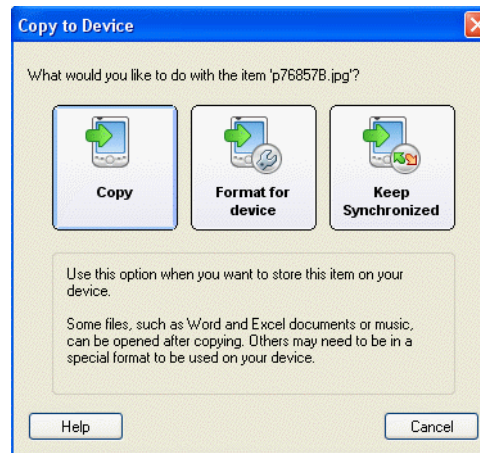 Copy to Device
What would you like to do with the item 'p76857B.jpg'?
Copy
Format for
device
Keep
Synchronized
Use this option when you want to store this item on your
device.
Some files, such as Word and Excel documents or music,
can be opened after copying. Others may need to be in a
special format to be used on your device.
Help
Cancel